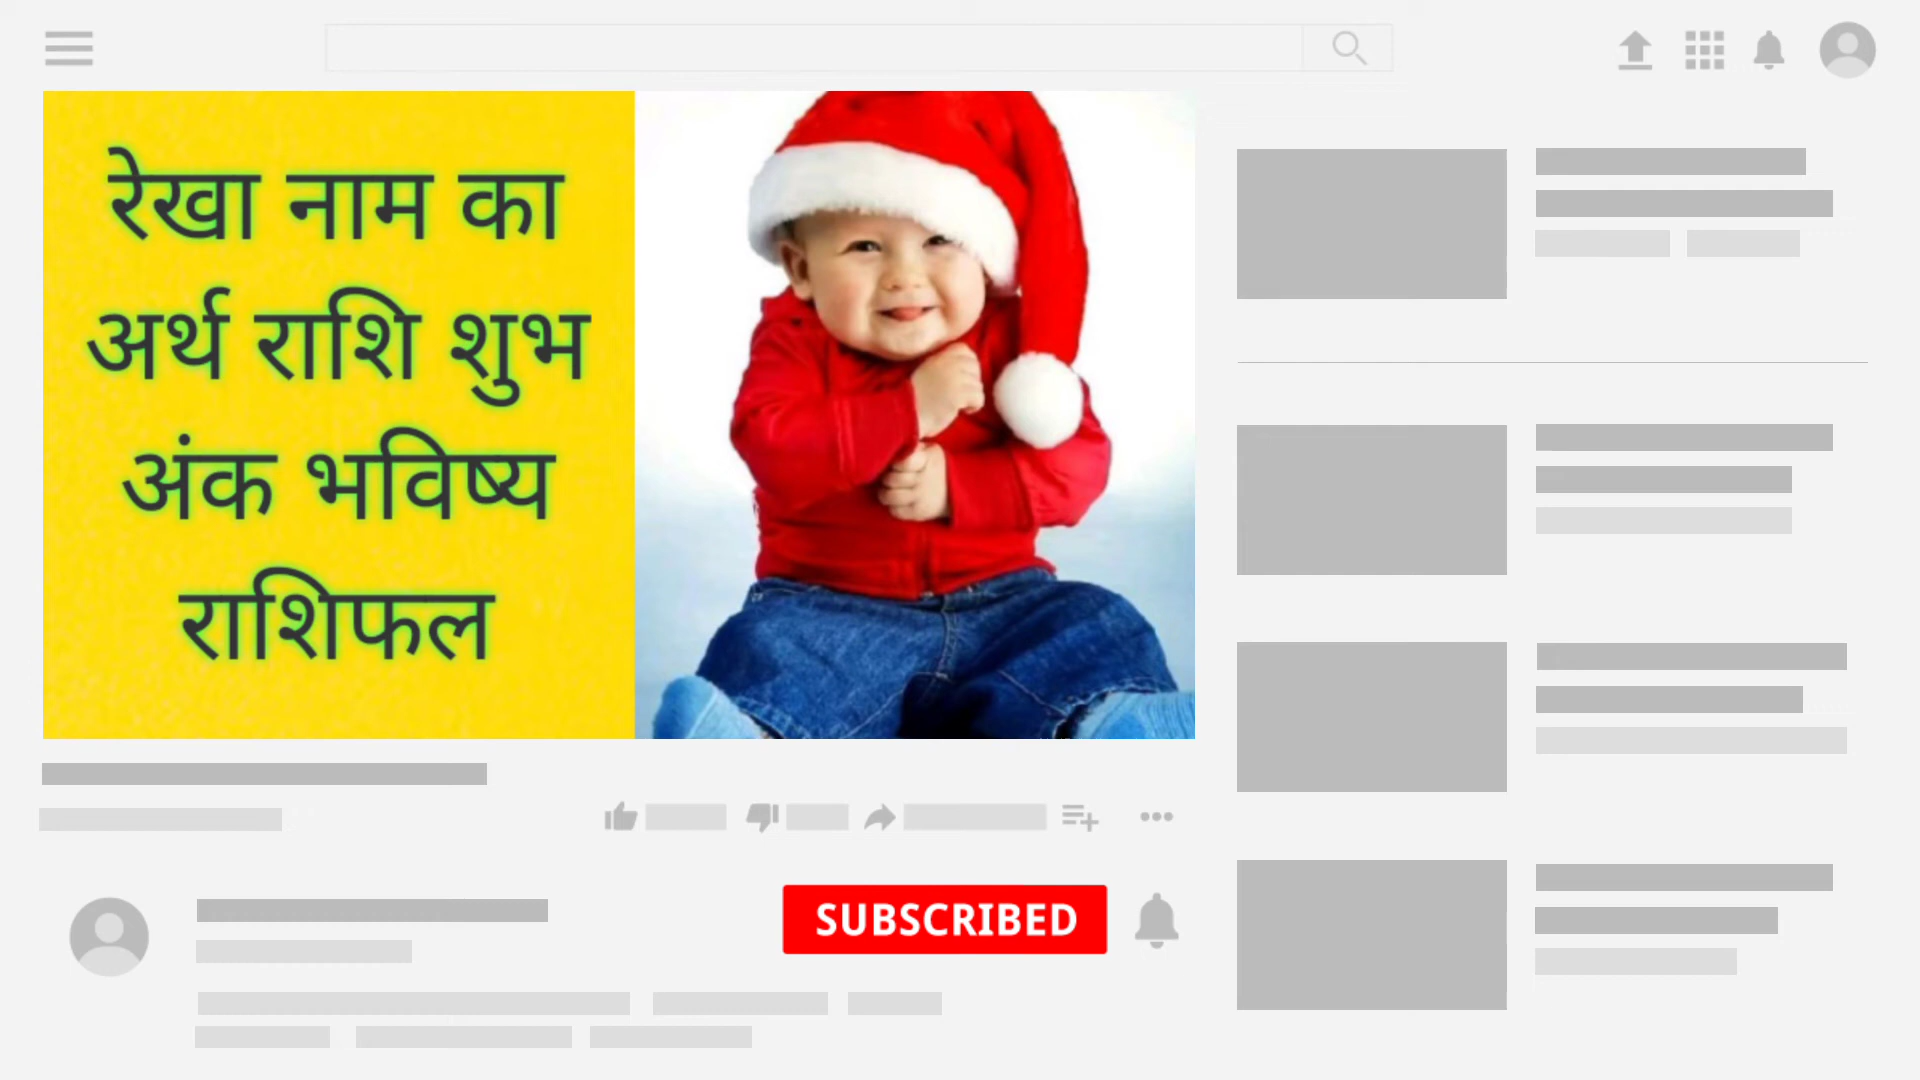 रेखा नाम का
अर्थ राशि शुभ
अंक भविष्य
राशिफल
SUBSCRIBED